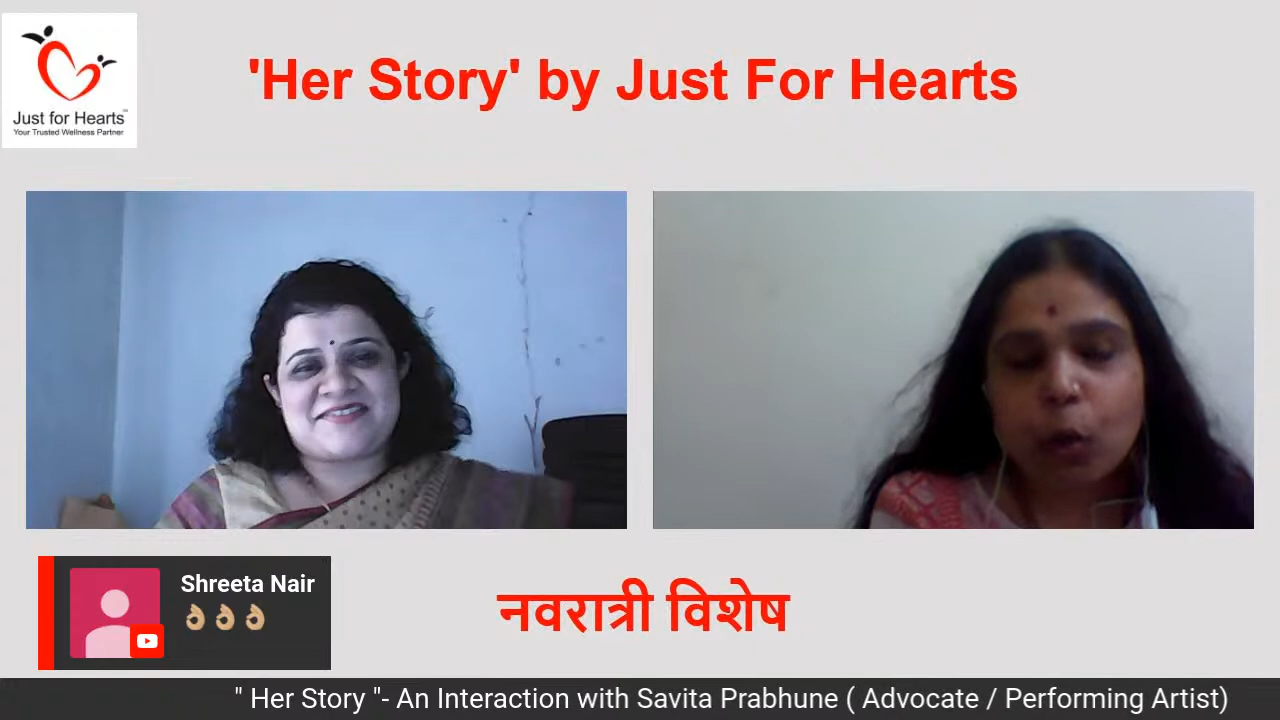 Just for Hearts™
Your Trusted Wellness Partner
'Her Story' by Just For Hearts
Shreeta Nair
👌🏼👌🏼👌🏼
नवरात्री विशेष
" Her Story "- An Interaction with Savita Prabhune ( Advocate / Performing Artist)